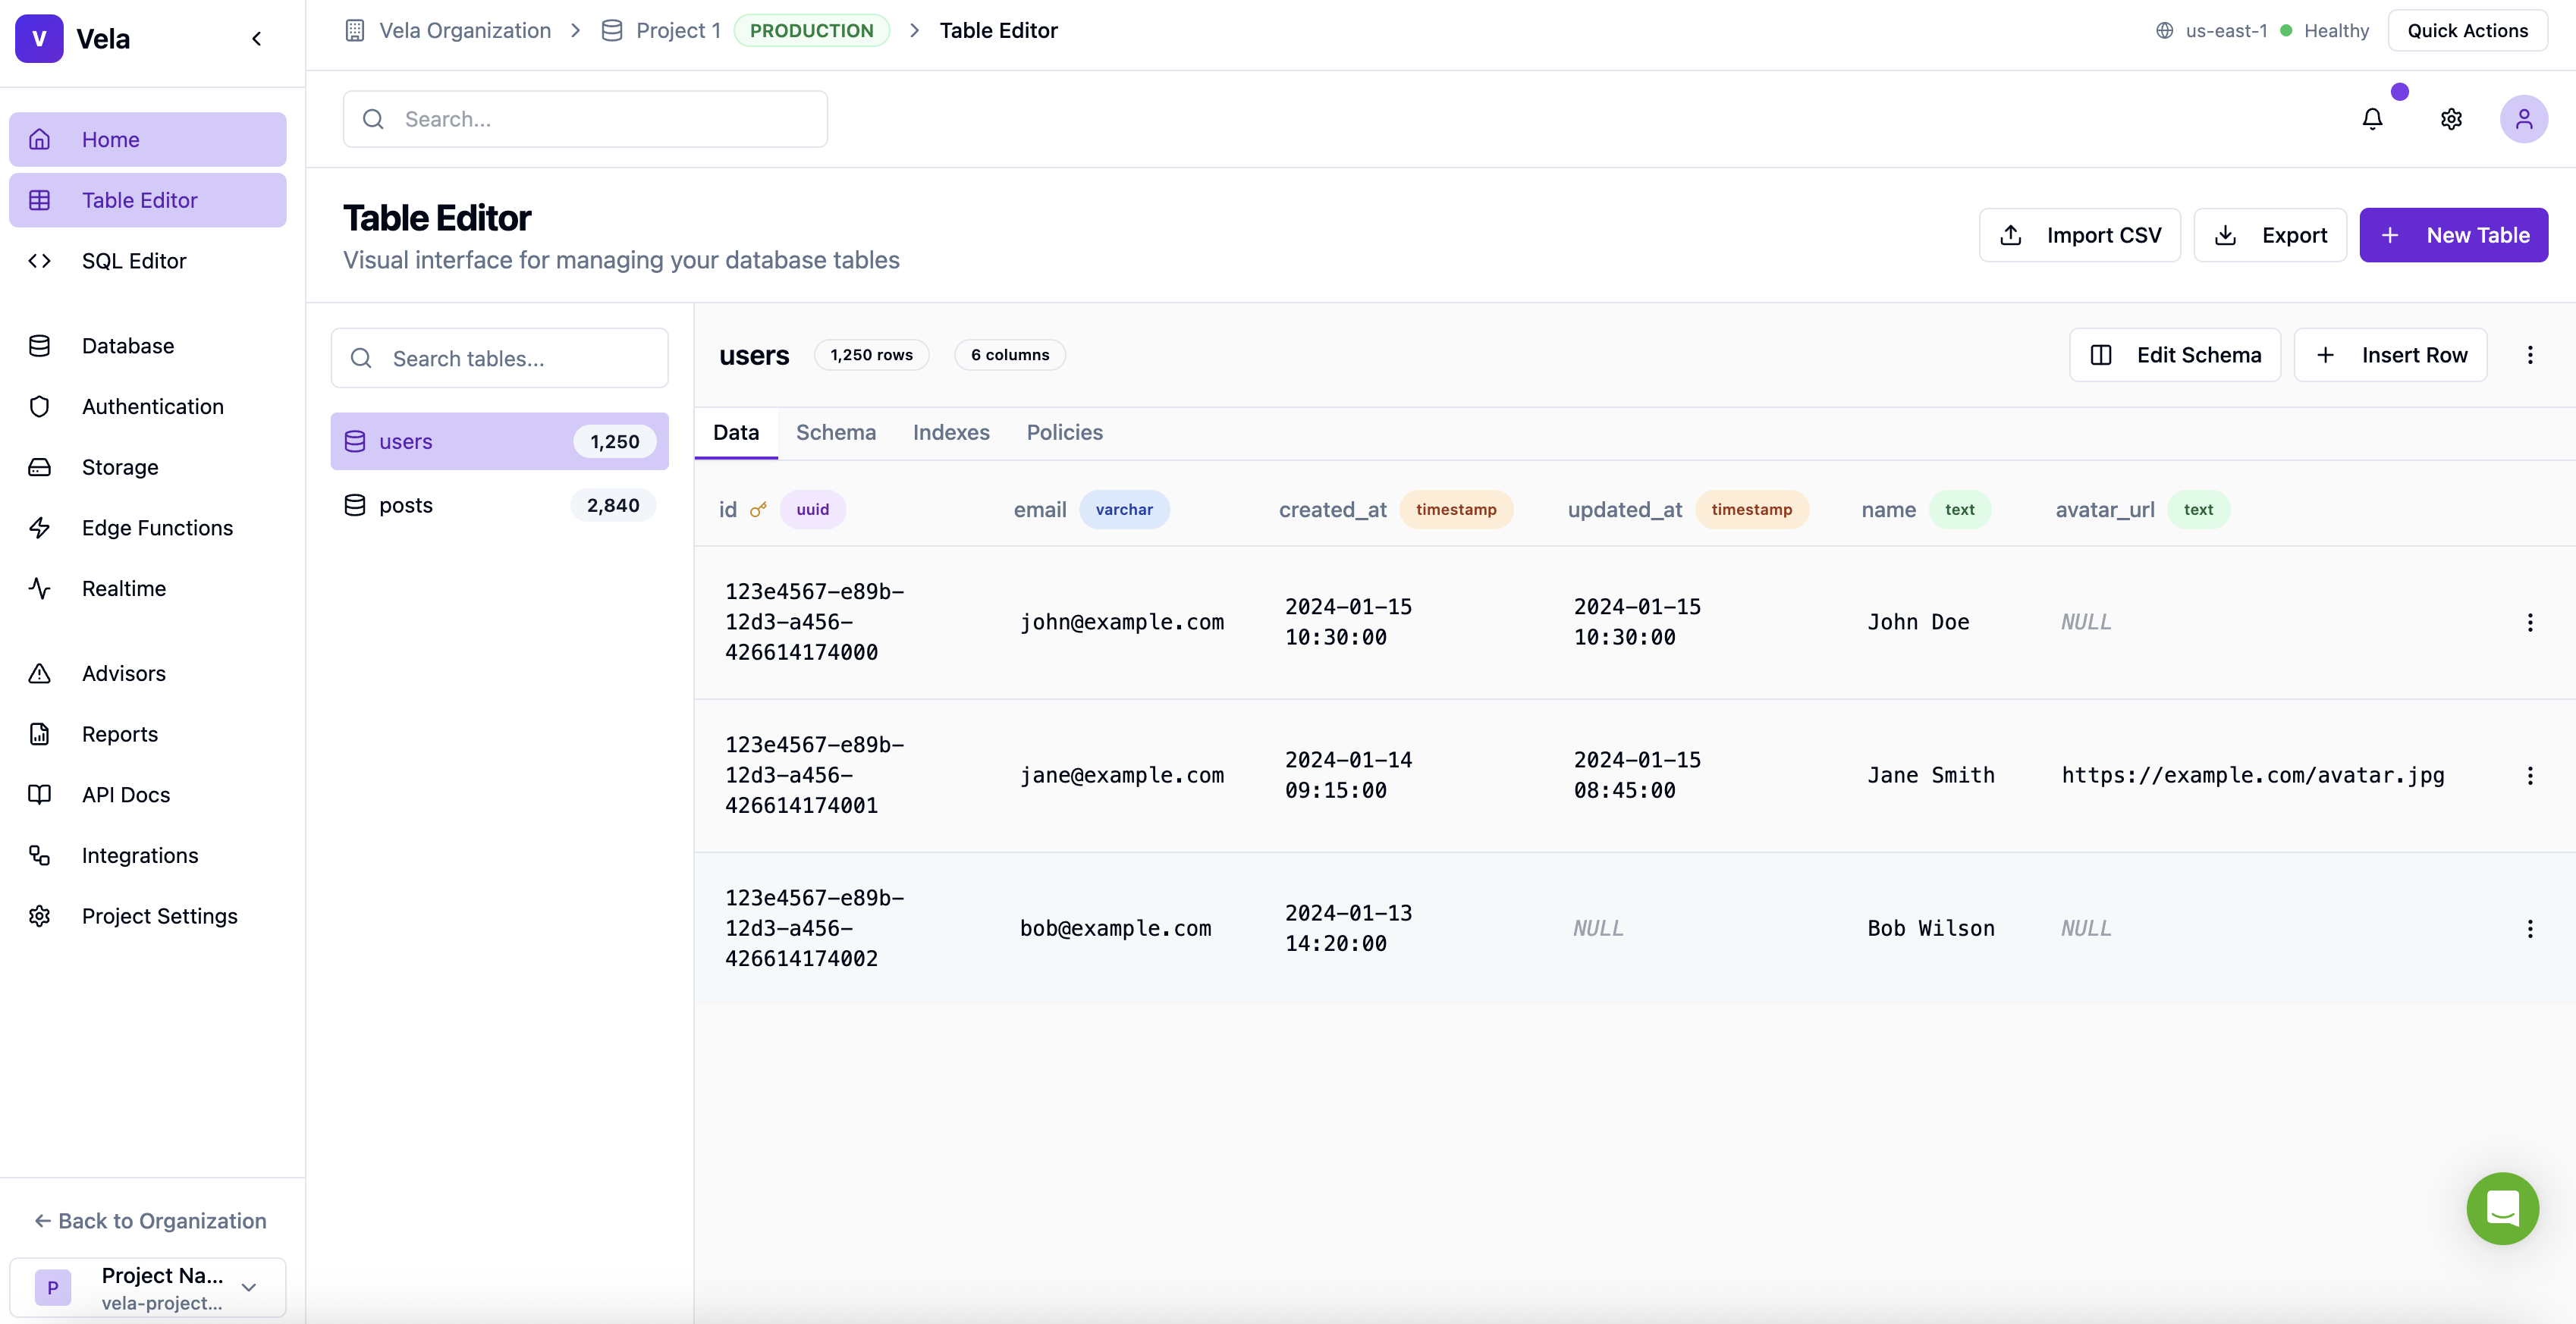 V Vela
Vela Organization Project 1 PRODUCTION Table Editor
us-east-1 Healthy Quick Actions
Search...
Home
Table Editor
SQL Editor
Database
Authentication
Storage
Edge Functions
Realtime
Advisors
Reports
API Docs
Integrations
Project Settings
← Back to Organization
P Project Na...
vela-project...
Table Editor
Visual interface for managing your database tables
Import CSV Export New Table
Search tables...
users 1,250
posts 2,840
users 1,250 rows 6 columns
Edit Schema Insert Row
Data Schema Indexes Policies
id uuid email varchar created_at timestamp updated_at timestamp name text avatar_url text
123e4567-e89b-
12d3-a456-
426614174000
john@example.com
2024-01-15
10:30:00
2024-01-15
10:30:00
John Doe
NULL
123e4567-e89b-
12d3-a456-
426614174001
jane@example.com
2024-01-14
09:15:00
2024-01-15
08:45:00
Jane Smith
https://example.com/avatar.jpg
123e4567-e89b-
12d3-a456-
426614174002
bob@example.com
2024-01-13
14:20:00
NULL
Bob Wilson
NULL